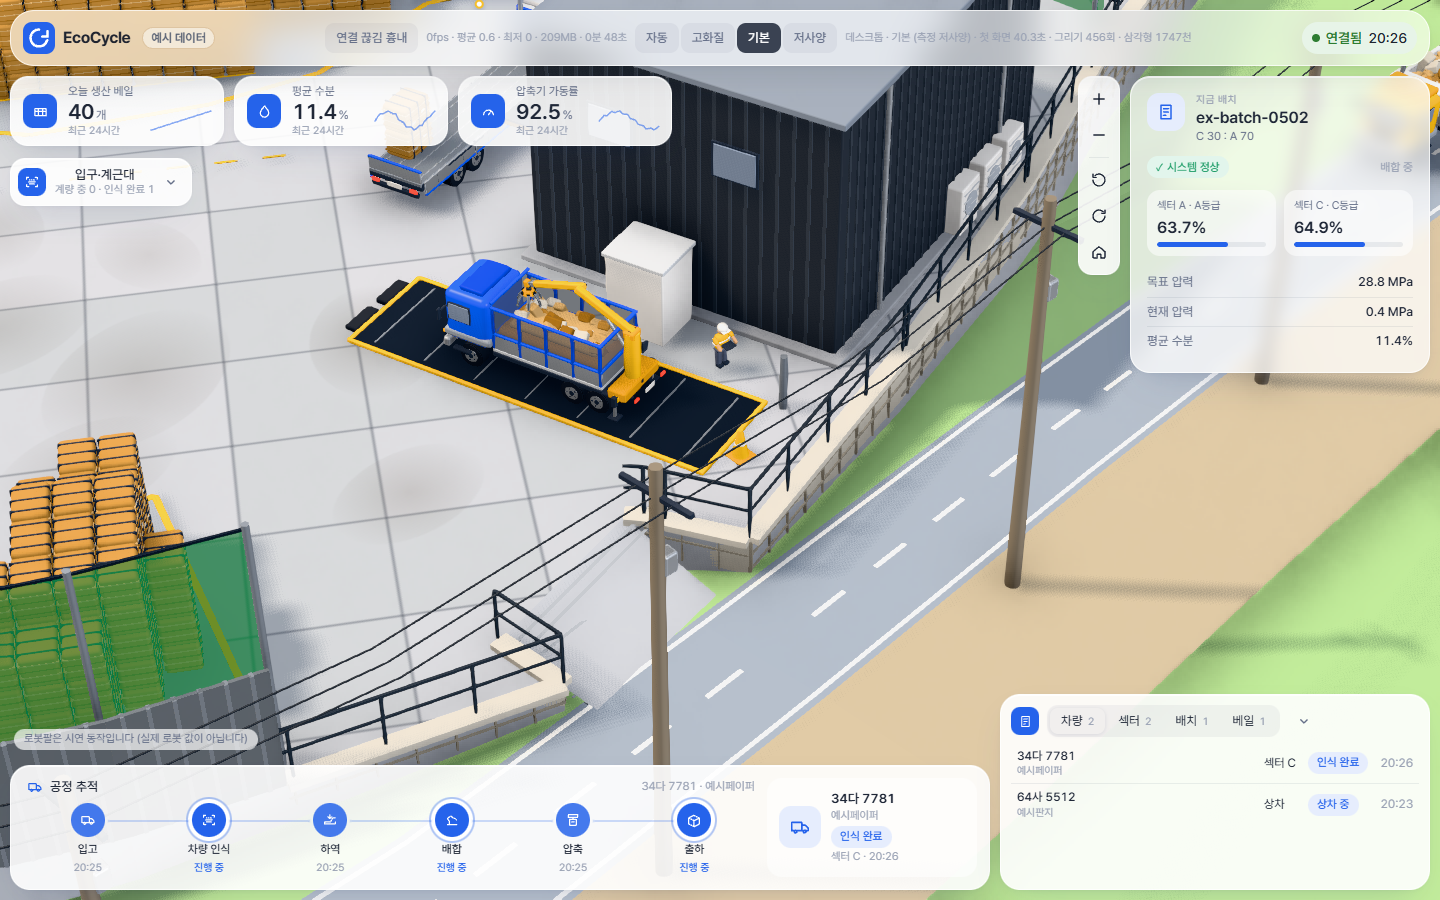 EcoCycle
예시 데이터
연결 끊김 흉내
0fps · 평균 0.6 · 최저 0 · 209MB · 0분 48초
자동
고화질
기본
저사양
데스크톱 · 기본 (측정 저사양) · 첫 화면 40.3초 · 그리기 456회 · 삼각형 1747천
연결됨 20:26
오늘 생산 베일
40개
최근 24시간
평균 수분
11.4%
최근 24시간
압축기 가동률
92.5%
최근 24시간
입구·계근대
계량 중 0 · 인식 완료 1
지금 배치
ex-batch-0502
C 30 : A 70
✓ 시스템 정상
배합 중
섹터 A · A등급
63.7%
섹터 C · C등급
64.9%
목표 압력 28.8 MPa
현재 압력 0.4 MPa
평균 수분 11.4%
로봇팔은 시연 동작입니다 (실제 로봇 값이 아닙니다)
공정 추적
34다 7781 · 예시페이퍼
입고
20:25
차량 인식
진행 중
하역
20:25
배합
진행 중
압축
20:25
출하
진행 중
34다 7781
예시페이퍼
인식 완료
섹터 C · 20:26
차량 2
섹터 2
배치 1
베일 1
34다 7781
예시페이퍼
섹터 C
인식 완료
20:26
64사 5512
예시판지
상차
상차 중
20:23